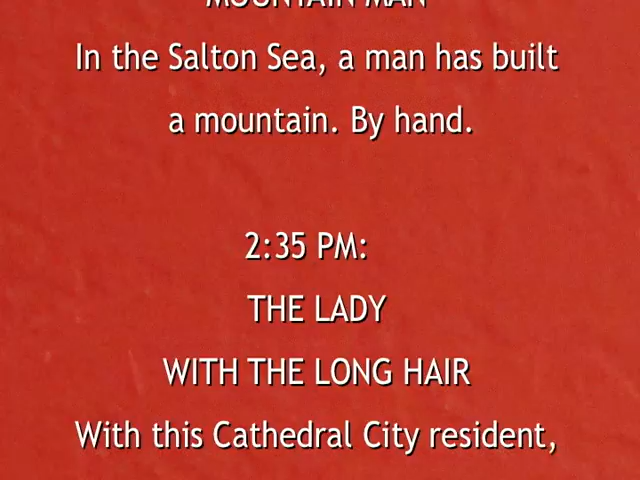 MOUNTAIN MAN
In the Salton Sea, a man has built
a mountain. By hand.
2:35 PM:
THE LADY
WITH THE LONG HAIR
With this Cathedral City resident,